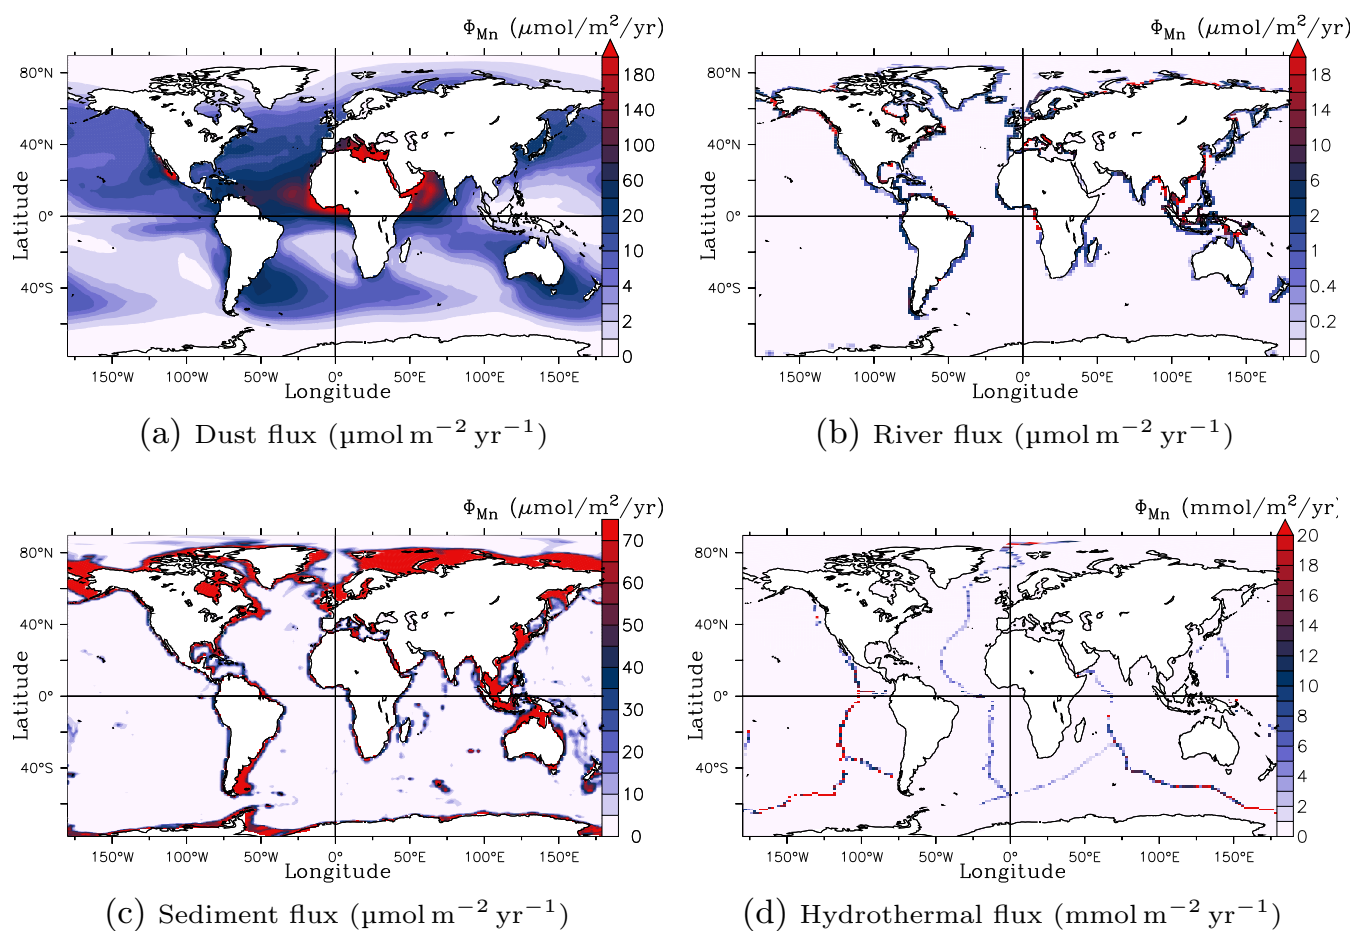 Φ_Mn (μmol/m²/yr)
180
140
100
60
20
10
4
2
0
80°N
40°N
0°
40°S
Latitude
150°W 100°W 50°W 0° 50°E 100°E 150°E
Longitude
(a) Dust flux (µmol m⁻² yr⁻¹)
Φ_Mn (μmol/m²/yr)
18
14
10
2
1
0.4
0.2
0
80°N
40°N
0°
40°S
Latitude
150°W 100°W 50°W 0° 50°E 100°E 150°E
Longitude
(b) River flux (µmol m⁻² yr⁻¹)
Φ_Mn (μmol/m²/yr)
70
60
50
40
30
20
10
0
80°N
40°N
0°
40°S
Latitude
150°W 100°W 50°W 0° 50°E 100°E 150°E
Longitude
(c) Sediment flux (µmol m⁻² yr⁻¹)
Φ_Mn (mmol/m²/yr)
20
18
16
14
12
10
8
6
4
2
0
80°N
40°N
0°
40°S
Latitude
150°W 100°W 50°W 0° 50°E 100°E 150°E
Longitude
(d) Hydrothermal flux (mmol m⁻² yr⁻¹)